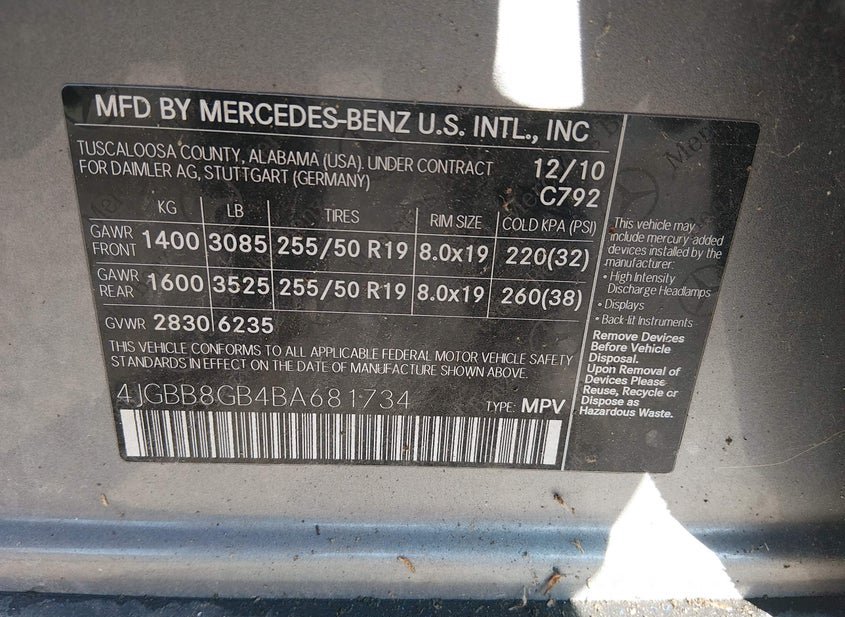 MFD BY MERCEDES-BENZ U.S. INTL., INC
TUSCALOOSA COUNTY, ALABAMA (USA). UNDER CONTRACT
FOR DAIMLER AG, STUTTGART (GERMANY)
12/10
C792
KG LB TIRES RIM SIZE COLD KPA (PSI)
GAWR
FRONT 1400 3085 255/50 R19 8.0x19 220(32)
GAWR
REAR 1600 3525 255/50 R19 8.0x19 260(38)
GVWR 2830 6235
THIS VEHICLE CONFORMS TO ALL APPLICABLE FEDERAL MOTOR VEHICLE SAFETY
STANDARDS IN EFFECT ON THE DATE OF MANUFACTURE SHOWN ABOVE.
4JGBB8GB4BA681734
TYPE: MPV
This vehicle may
include mercury-added
devices installed by the
manufacturer:
• High Intensity
Discharge Headlamps
• Displays
• Back-lit Instruments
Remove Devices
Before Vehicle
Disposal.
Upon Removal of
Devices Please
Reuse, Recycle or
Dispose as
Hazardous Waste.